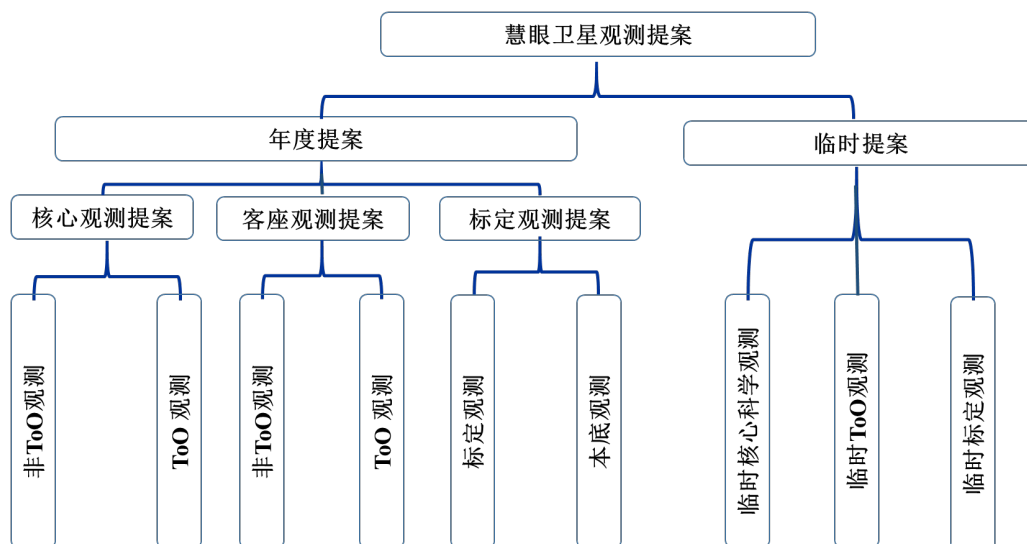 慧眼卫星观测提案
年度提案
临时提案
核心观测提案
客座观测提案
标定观测提案
非ToO观测
ToO 观测
非ToO观测
ToO 观测
标定观测
本底观测
临时核心科学观测
临时ToO观测
临时标定观测